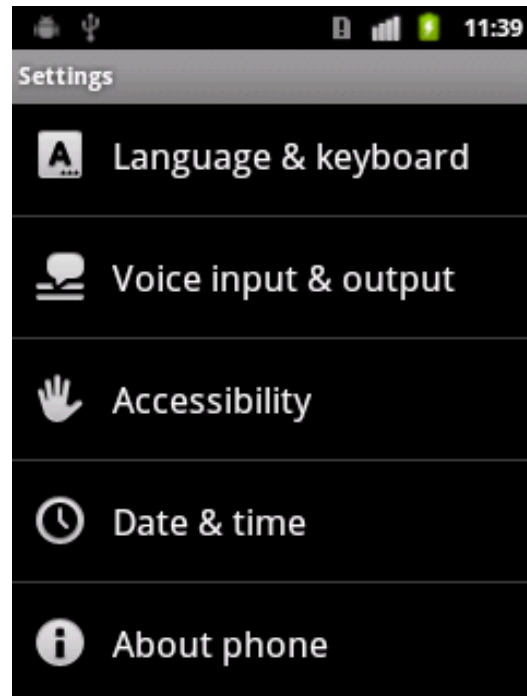 11:39
Settings
Language & keyboard
Voice input & output
Accessibility
Date & time
About phone